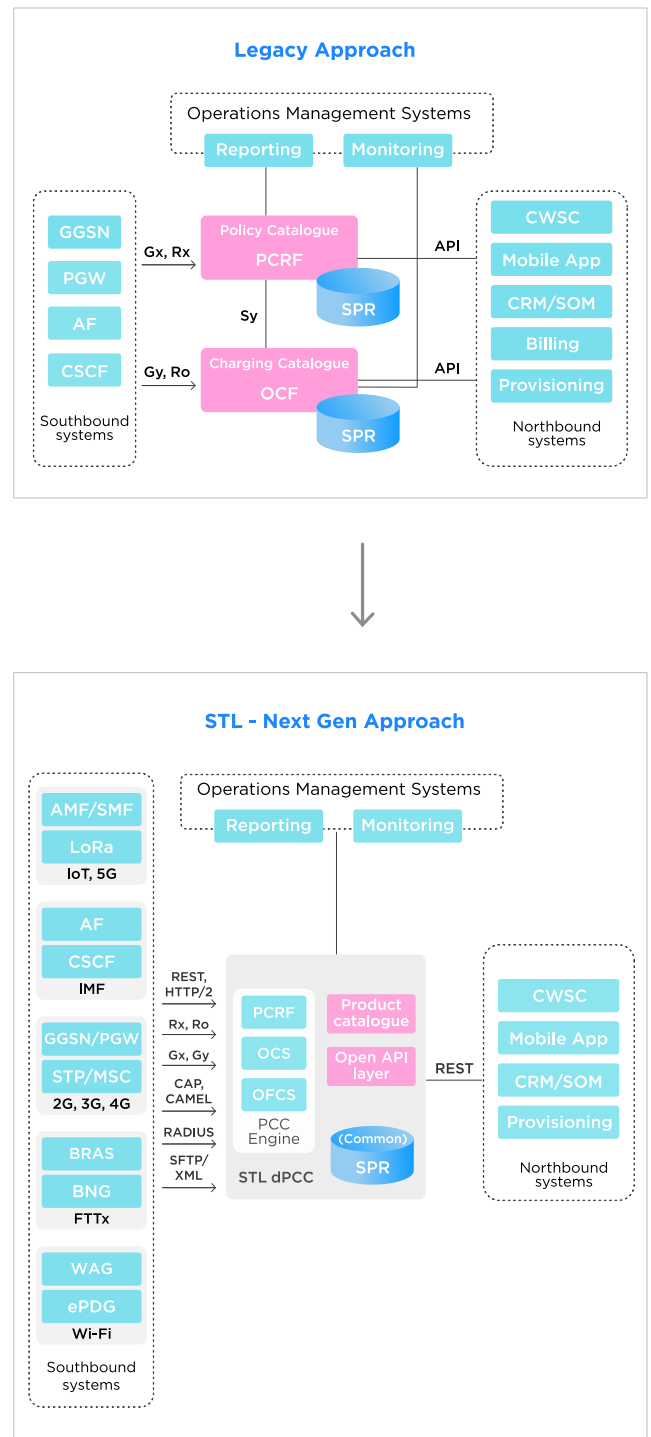 Legacy Approach
Operations Management Systems
Reporting
Monitoring
GGSN
PGW
AF
CSCF
Southbound
systems
Gx, Rx
Gy, Ro
Policy Catalogue
PCRF
SPR
Sy
Charging Catalogue
OCF
SPR
API
API
CWSC
Mobile App
CRM/SOM
Billing
Provisioning
Northbound
systems
STL - Next Gen Approach
Operations Management Systems
Reporting
Monitoring
AMF/SMF
LoRa
IoT, 5G
AF
CSCF
IMF
GGSN/PGW
STP/MSC
2G, 3G, 4G
BRAS
BNG
FTTx
WAG
ePDG
Wi-Fi
Southbound
systems
REST,
HTTP/2
Rx, Ro
Gx, Gy
CAP,
CAMEL
RADIUS
SFTP/
XML
PCRF
OCS
OFCS
PCC
Engine
STL dPCC
Product
catalogue
Open API
layer
(Common)
SPR
REST
CWSC
Mobile App
CRM/SOM
Provisioning
Northbound
systems